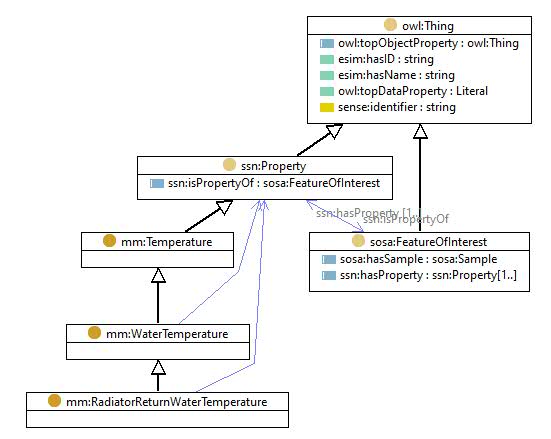 owl:Thing
owl:topObjectProperty : owl:Thing
esim:hasID : string
esim:hasName : string
owl:topDataProperty : Literal
sense:identifier : string
ssn:Property
ssn:isPropertyOf : sosa:FeatureOfInterest
ssn:hasProperty [1..]
ssn:isPropertyOf
mm:Temperature
sosa:FeatureOfInterest
sosa:hasSample : sosa:Sample
ssn:hasProperty : ssn:Property[1..]
mm:WaterTemperature
mm:RadiatorReturnWaterTemperature